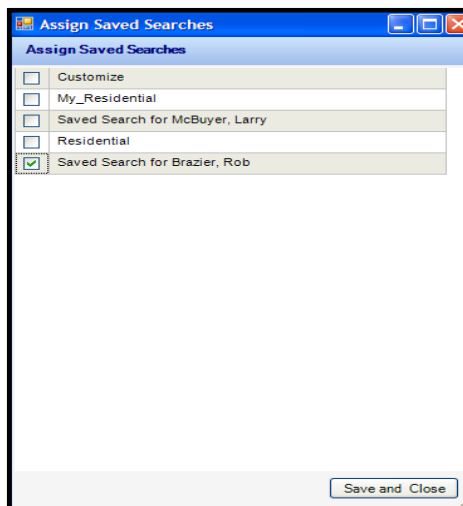 Assign Saved Searches
Assign Saved Searches
Customize
My_Residential
Saved Search for McBuyer, Larry
Residential
Saved Search for Brazier, Rob
Save and Close